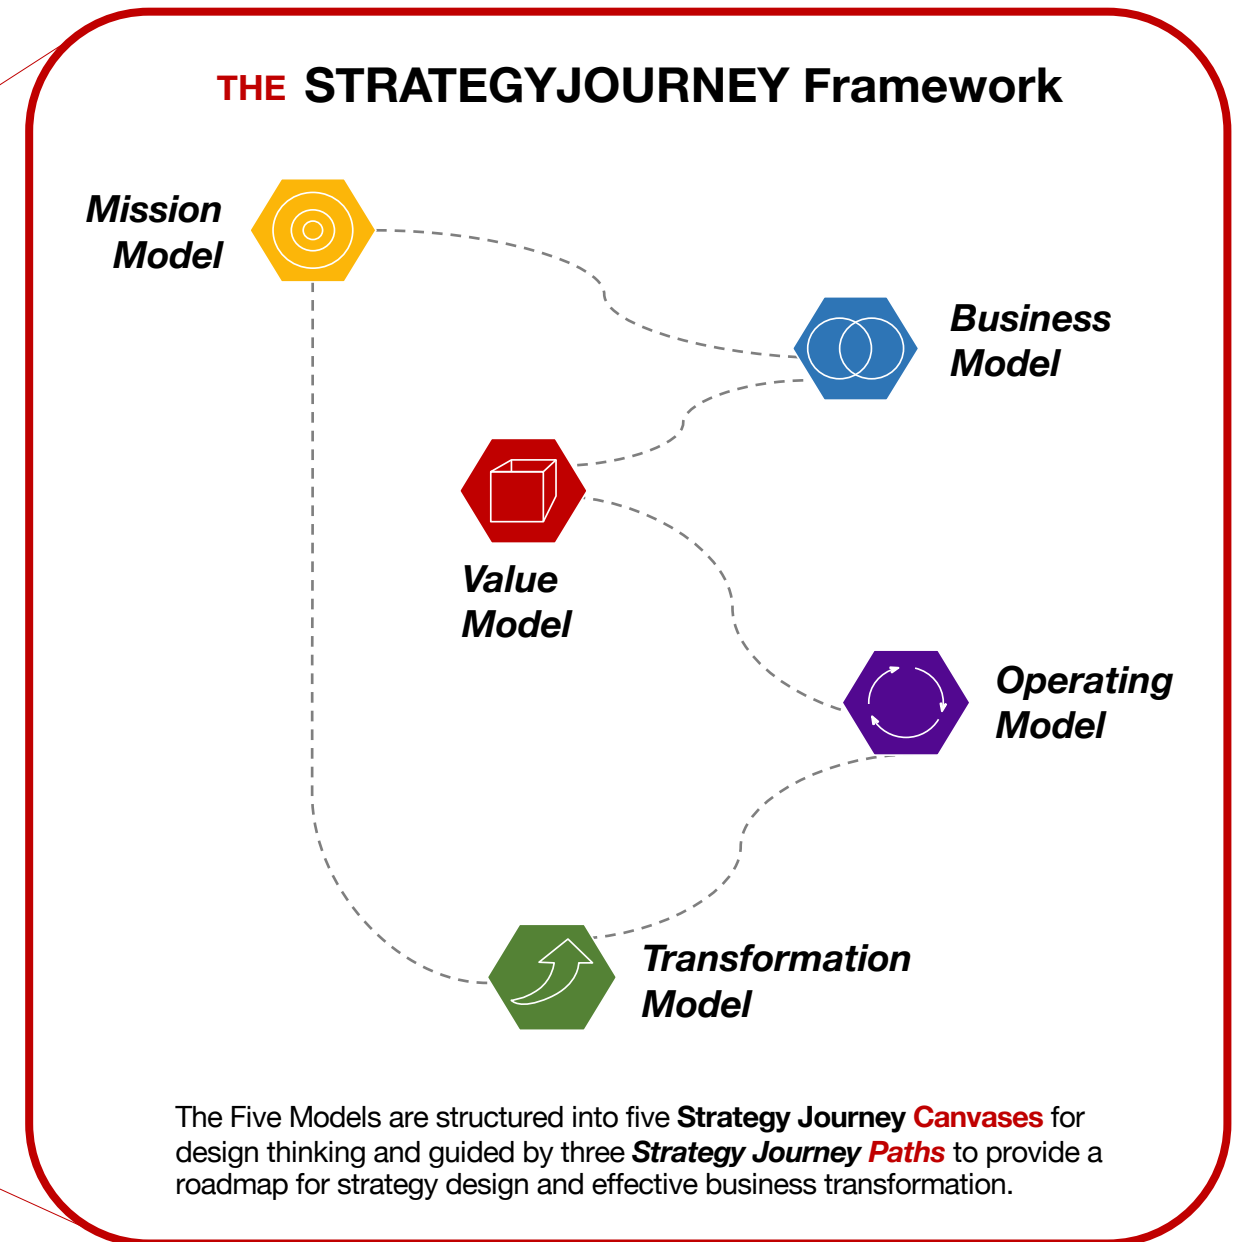 THE STRATEGYJOURNEY Framework
Mission
Model
Business
Model
Value
Model
Operating
Model
Transformation
Model
The Five Models are structured into five Strategy Journey Canvases for
design thinking and guided by three Strategy Journey Paths to provide a
roadmap for strategy design and effective business transformation.